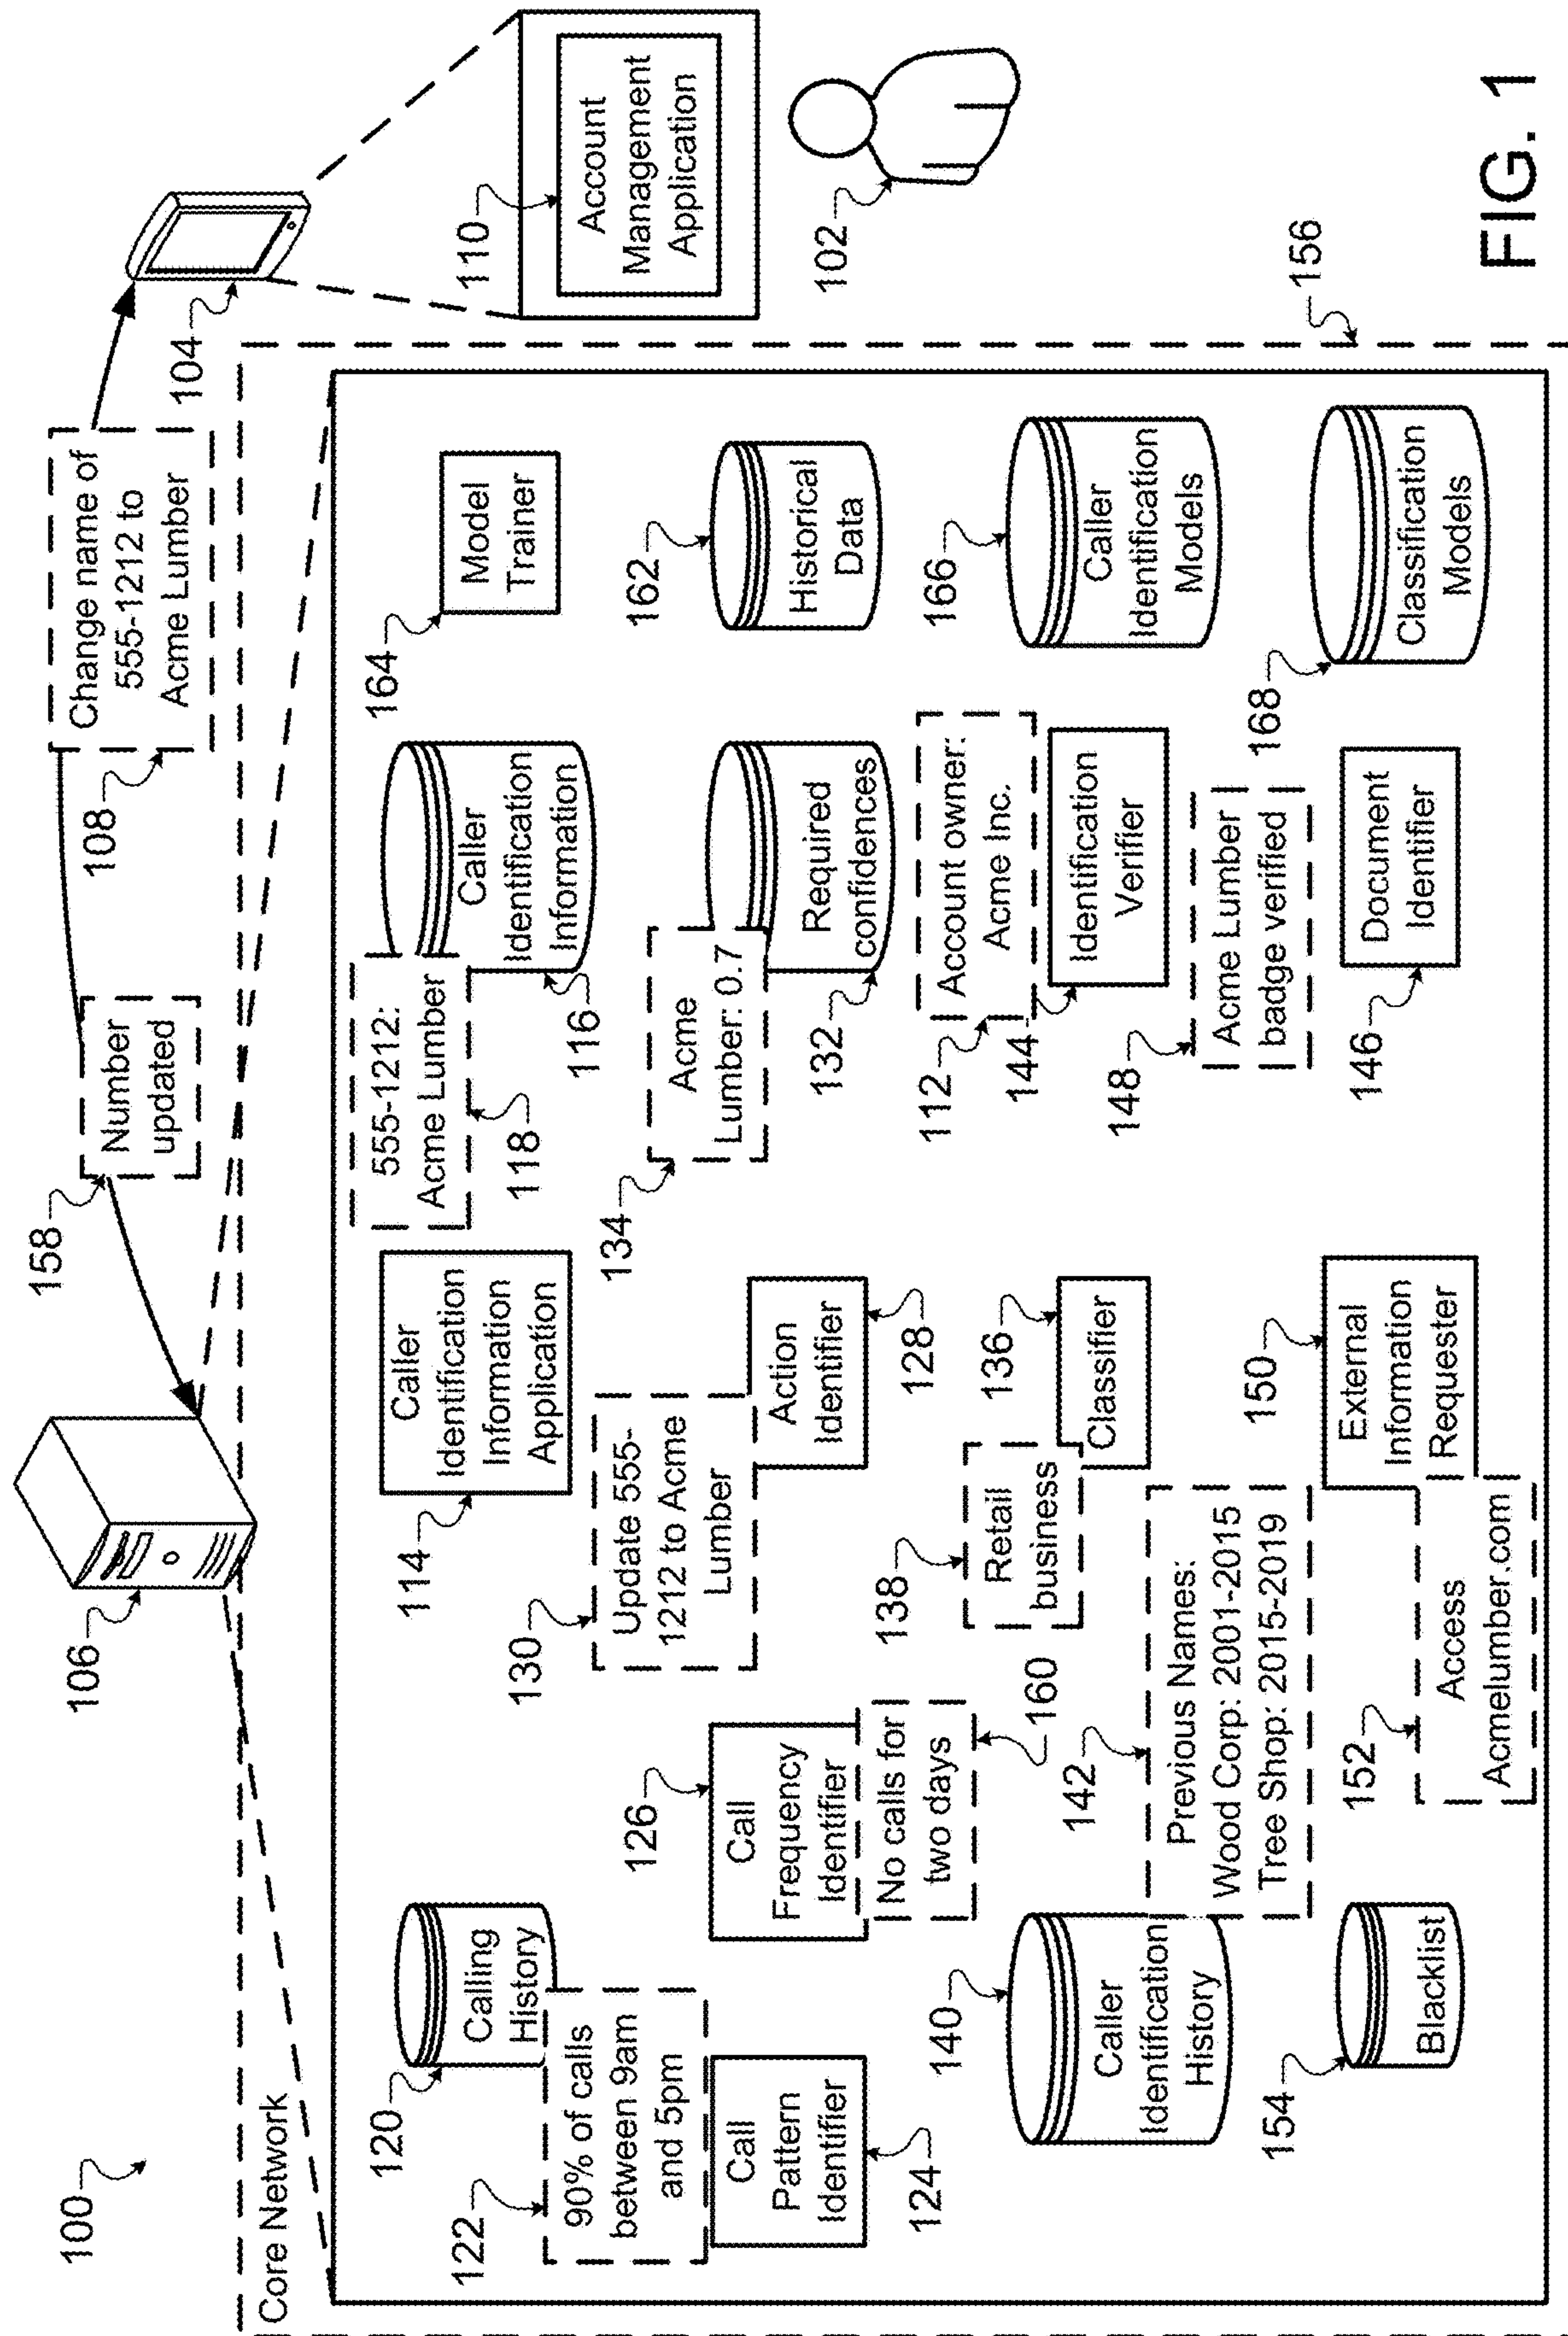 100
106
158
Number
updated
108
Change name of
555-1212 to
Acme Lumber
104
110
Account
Management
Application
102
156
Core Network
120
Calling
History
122
90% of calls
between 9am
and 5pm
Call
Pattern
Identifier
124
126
Call
Frequency
Identifier
No calls for
two days
160
140
Caller
Identification
History
142
Previous Names:
Wood Corp: 2001-2015
Tree Shop: 2015-2019
154
Blacklist
114
Caller
Identification
Information
Application
130
Update 555-
1212 to Acme
Lumber
Action
Identifier
128
138
Retail
business
136
Classifier
150
External
Information
Requester
152
Access
Acmelumber.com
555-1212:
Acme Lumber
118
Caller
Identification
Information
116
134
Acme
Lumber: 0.7
Required
confidences
132
112
Account owner:
Acme Inc.
144
Identification
Verifier
148
Acme Lumber
badge verified
146
Document
Identifier
164
Model
Trainer
162
Historical
Data
166
Caller
Identification
Models
168
Classification
Models
FIG. 1